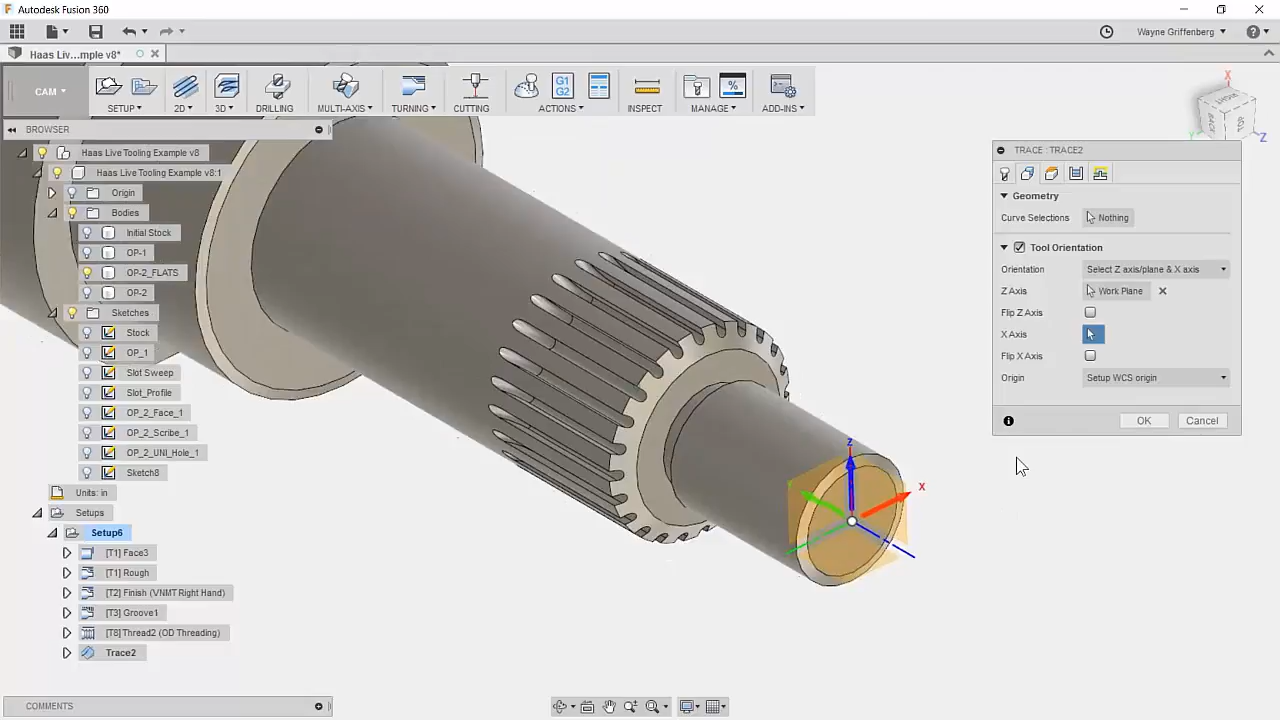 Autodesk Fusion 360
Wayne Griffenberg
Haas Liv...mple v8*
CAM
SETUP
2D
3D
DRILLING
MULTI-AXIS
TURNING
CUTTING
G1
G2
ACTIONS
INSPECT
%
MANAGE
ADD-INS
BROWSER
Haas Live Tooling Example v8
Haas Live Tooling Example v8:1
Origin
Bodies
Initial Stock
OP-1
OP-2_FLATS
OP-2
Sketches
Stock
OP_1
Slot Sweep
Slot_Profile
OP_2_Face_1
OP_2_Scribe_1
OP_2_UNI_Hole_1
Sketch8
Units: in
Setups
Setup6
[T1] Face3
[T1] Rough
[T2] Finish (VNMT Right Hand)
[T3] Groove1
[T8] Thread2 (OD Threading)
Trace2
COMMENTS
X
TOP
Y
Z
TRACE : TRACE2
Geometry
Curve Selections
Nothing
Tool Orientation
Orientation
Select Z axis/plane & X axis
Z Axis
Work Plane
Flip Z Axis
X Axis
Flip X Axis
Origin
Setup WCS origin
OK
Cancel
Z
X